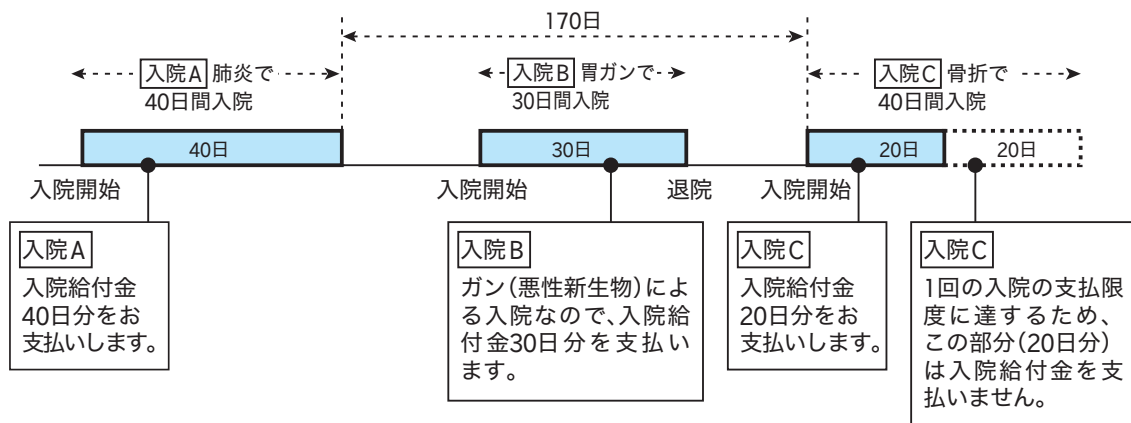 170日
入院A 肺炎で
40日間入院
入院B 胃ガンで
30日間入院
入院C 骨折で
40日間入院
40日
30日
20日
20日
入院開始
入院開始
退院
入院開始
入院A
入院給付金
40日分をお
支払いします。
入院B
ガン(悪性新生物)によ
る入院なので、入院給
付金30日分を支払い
ます。
入院C
入院給付金
20日分をお
支払いします。
入院C
1回の入院の支払限
度に達するため、
この部分(20日分)
は入院給付金を支
払いません。